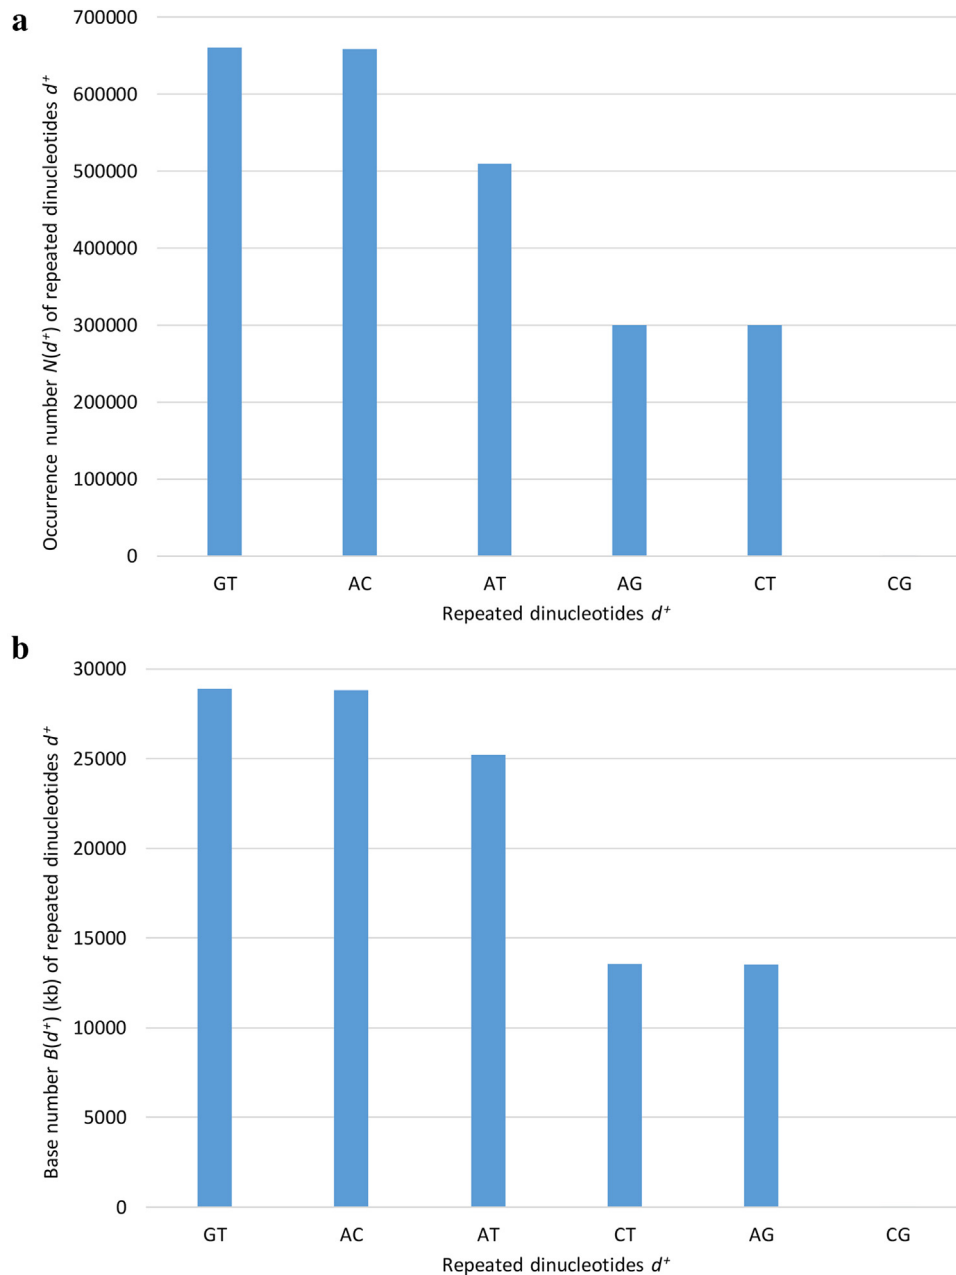 a
Occurrence number N(d⁺) of repeated dinucleotides d⁺
700000
600000
500000
400000
300000
200000
100000
0
GT AC AT AG CT CG
Repeated dinucleotides d⁺
b
Base number B(d⁺) (kb) of repeated dinucleotides d⁺
30000
25000
20000
15000
10000
5000
0
GT AC AT CT AG CG
Repeated dinucleotides d⁺